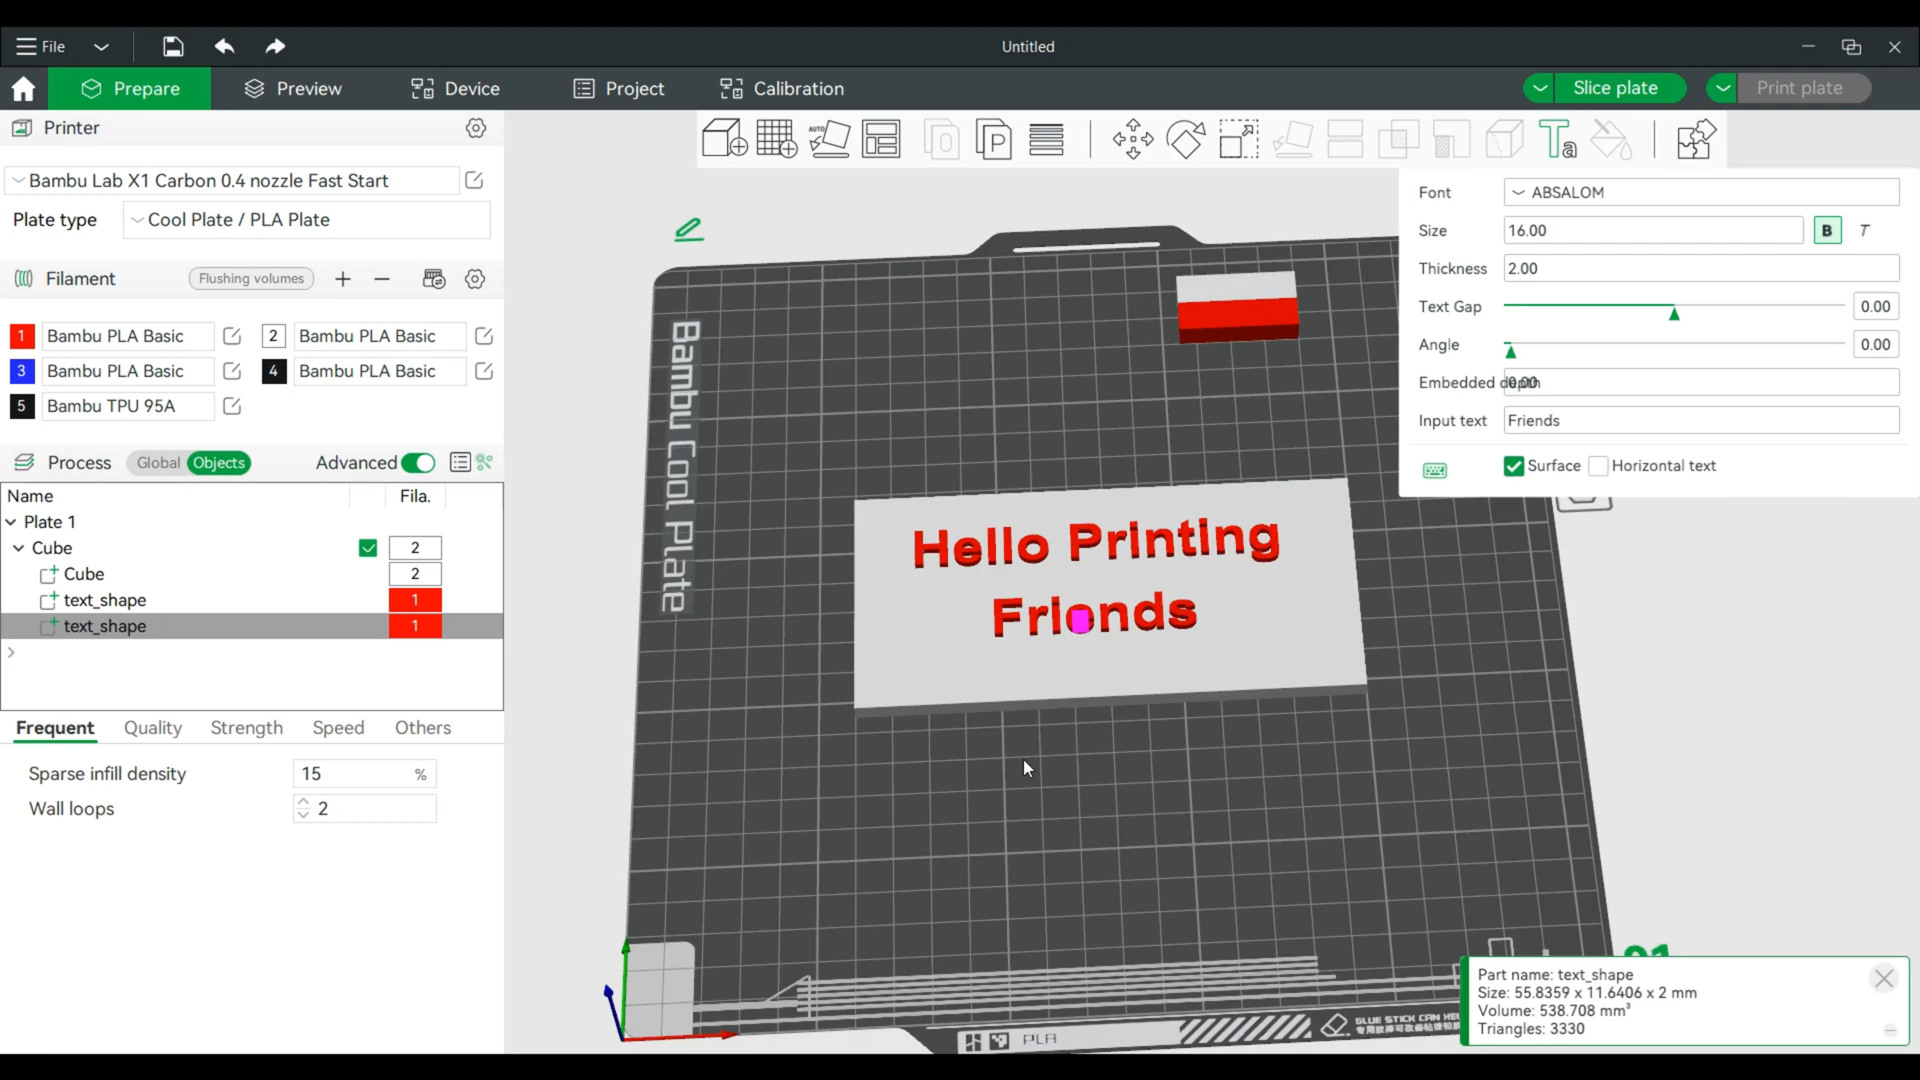 File
Untitled
Prepare
Preview
Device
Project
Calibration
Slice plate
Print plate
Printer
Bambu Lab X1 Carbon 0.4 nozzle Fast Start
Plate type
Cool Plate / PLA Plate
Filament
Flushing volumes
1 Bambu PLA Basic
2 Bambu PLA Basic
3 Bambu PLA Basic
4 Bambu PLA Basic
5 Bambu TPU 95A
Process
Global
Objects
Advanced
Name
Fila.
Plate 1
Cube 2
Cube 2
text_shape 1
text_shape 1
Frequent
Quality
Strength
Speed
Others
Sparse infill density 15 %
Wall loops 2
AUTO
Font ABSALOM
Size 16.00 B T
Thickness 2.00
Text Gap 0.00
Angle 0.00
Embedded depth 0.00
Input text Friends
Surface
Horizontal text
Bambu Cool Plate
Hello Printing
Friends
PLA
Part name: text_shape
Size: 55.8359 x 11.6406 x 2 mm
Volume: 538.708 mm³
Triangles: 3330